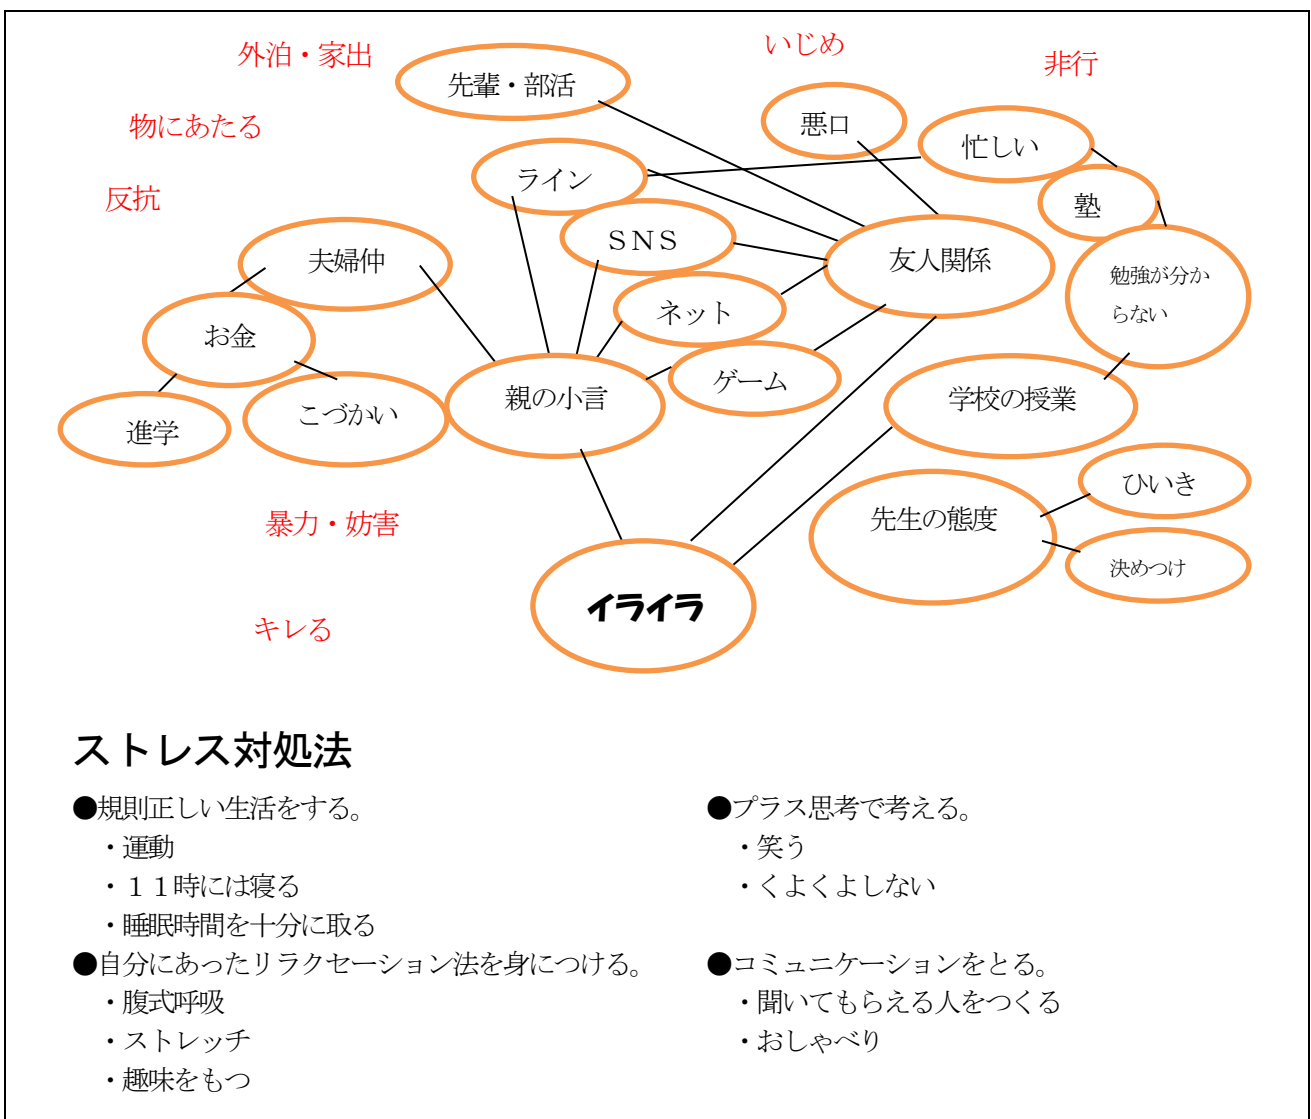 外泊・家出
いじめ
非行
先輩・部活
物にあたる
悪口
忙しい
ライン
反抗
塾
ＳＮＳ
夫婦仲
友人関係
勉強が分か
らない
ネット
お金
ゲーム
親の小言
学校の授業
こづかい
進学
ひいき
先生の態度
暴力・妨害
決めつけ
イライラ
キレる
ストレス対処法
●規則正しい生活をする。
・運動
・１１時には寝る
・睡眠時間を十分に取る
●自分にあったリラクセーション法を身につける。
・腹式呼吸
・ストレッチ
・趣味をもつ
●プラス思考で考える。
・笑う
・くよくよしない
●コミュニケーションをとる。
・聞いてもらえる人をつくる
・おしゃべり